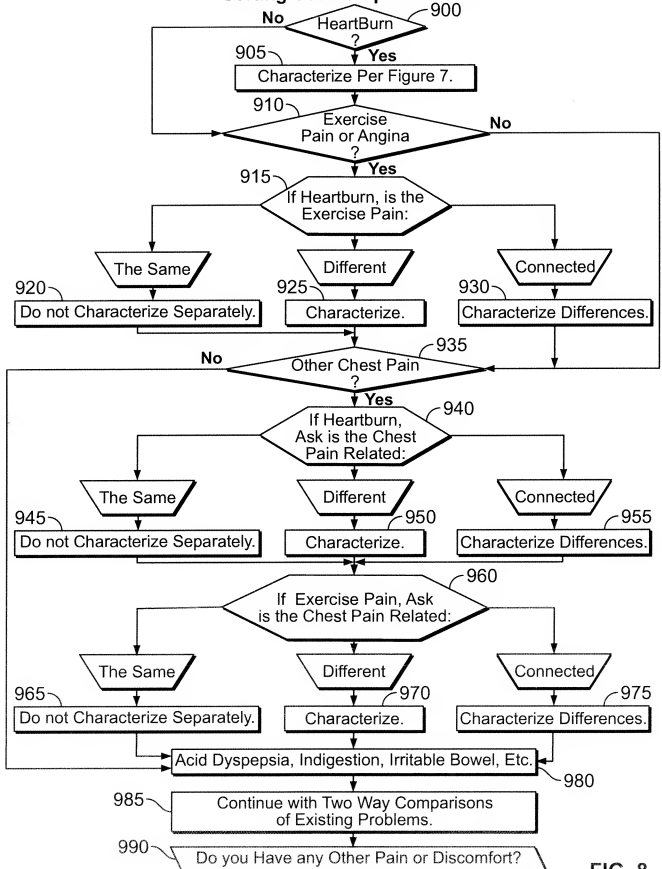 No
HeartBurn
?
900
Yes
905
Characterize Per Figure 7.
910
Exercise
Pain or Angina
?
No
Yes
915
If Heartburn, is the
Exercise Pain:
The Same
Different
Connected
920
Do not Characterize Separately.
925
Characterize.
930
Characterize Differences.
No
Other Chest Pain
?
935
Yes
940
If Heartburn,
Ask is the Chest
Pain Related:
The Same
Different
Connected
945
Do not Characterize Separately.
950
Characterize.
955
Characterize Differences.
960
If Exercise Pain, Ask
is the Chest Pain Related:
The Same
Different
Connected
965
Do not Characterize Separately.
970
Characterize.
975
Characterize Differences.
Acid Dyspepsia, Indigestion, Irritable Bowel, Etc.
980
985
Continue with Two Way Comparisons
of Existing Problems.
990
Do you Have any Other Pain or Discomfort?
FIG. 8